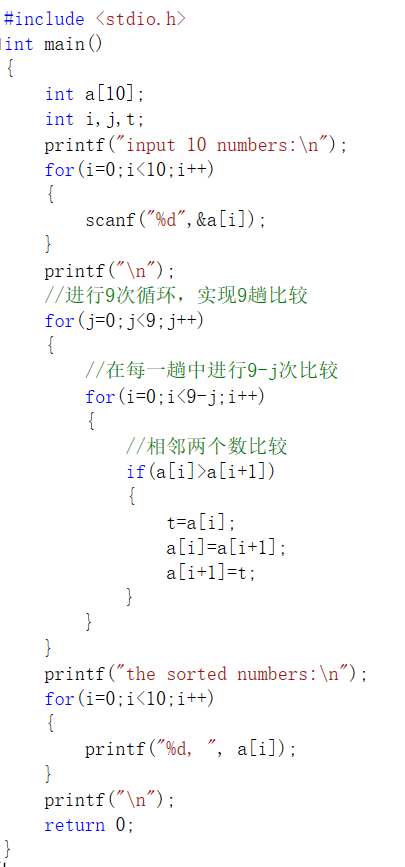 #include <stdio.h>
int main()
{
    int a[10];
    int i,j,t;
    printf("input 10 numbers:\n");
    for(i=0;i<10;i++)
    {
        scanf("%d",&a[i]);
    }
    printf("\n");
    //进行9次循环，实现9趟比较
    for(j=0;j<9;j++)
    {
        //在每一趟中进行9-j次比较
        for(i=0;i<9-j;i++)
        {
            //相邻两个数比较
            if(a[i]>a[i+1])
            {
                t=a[i];
                a[i]=a[i+1];
                a[i+1]=t;
            }
        }
    }
    printf("the sorted numbers:\n");
    for(i=0;i<10;i++)
    {
        printf("%d, ", a[i]);
    }
    printf("\n");
    return 0;
}